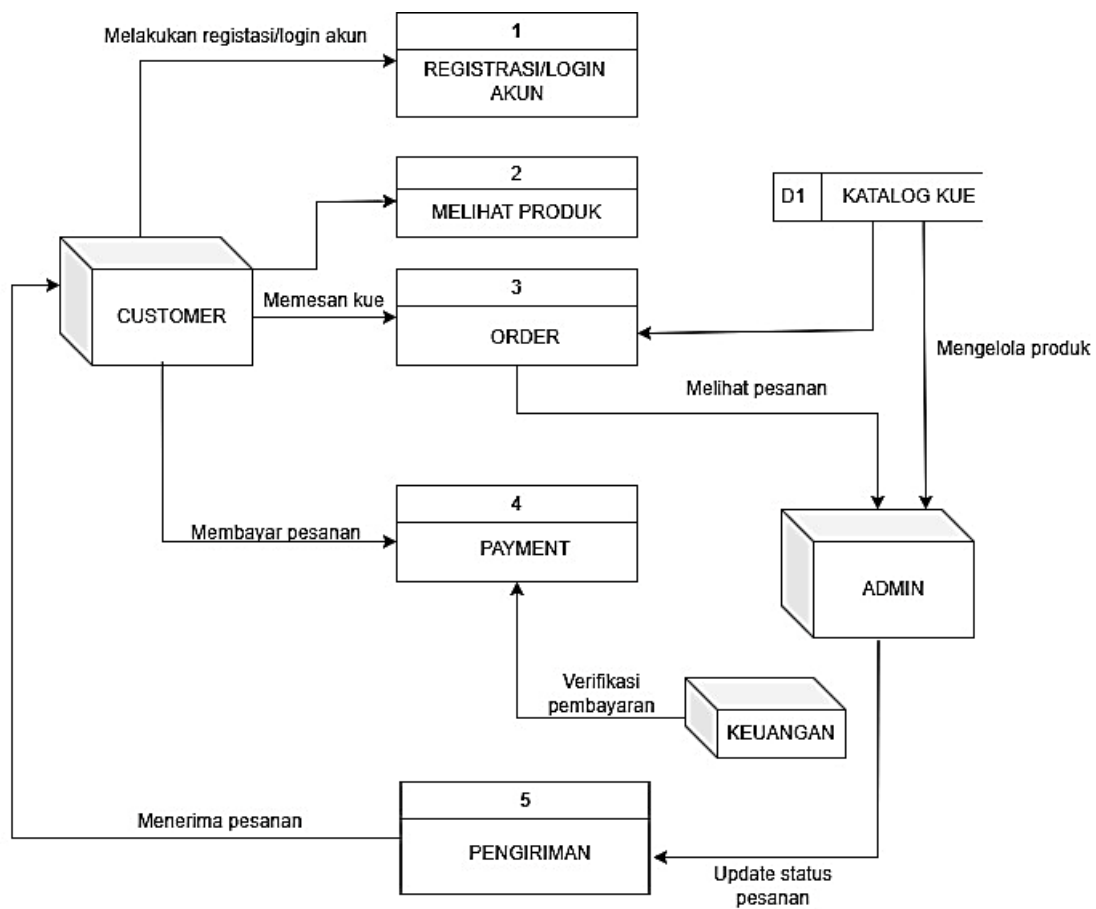 Melakukan registasi/login akun
1
REGISTRASI/LOGIN
AKUN
2
MELIHAT PRODUK
D1
KATALOG KUE
CUSTOMER
Memesan kue
3
ORDER
Mengelola produk
Melihat pesanan
4
PAYMENT
Membayar pesanan
ADMIN
Verifikasi
pembayaran
KEUANGAN
5
PENGIRIMAN
Menerima pesanan
Update status
pesanan